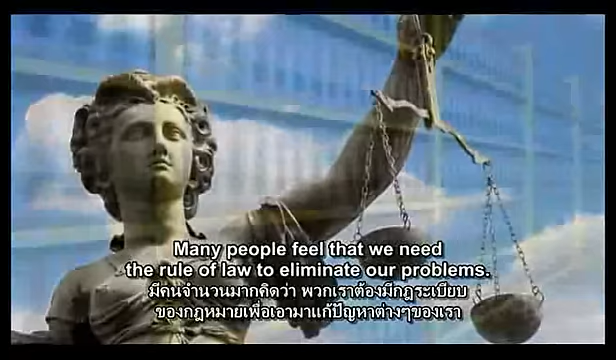 Many people feel that we need
the rule of law to eliminate our problems.
มีคนจำนวนมากคิดว่า พวกเราต้องมีกฎระเบียบ
ของกฎหมายเพื่อเอามาแก้ปัญหาต่างๆของเรา